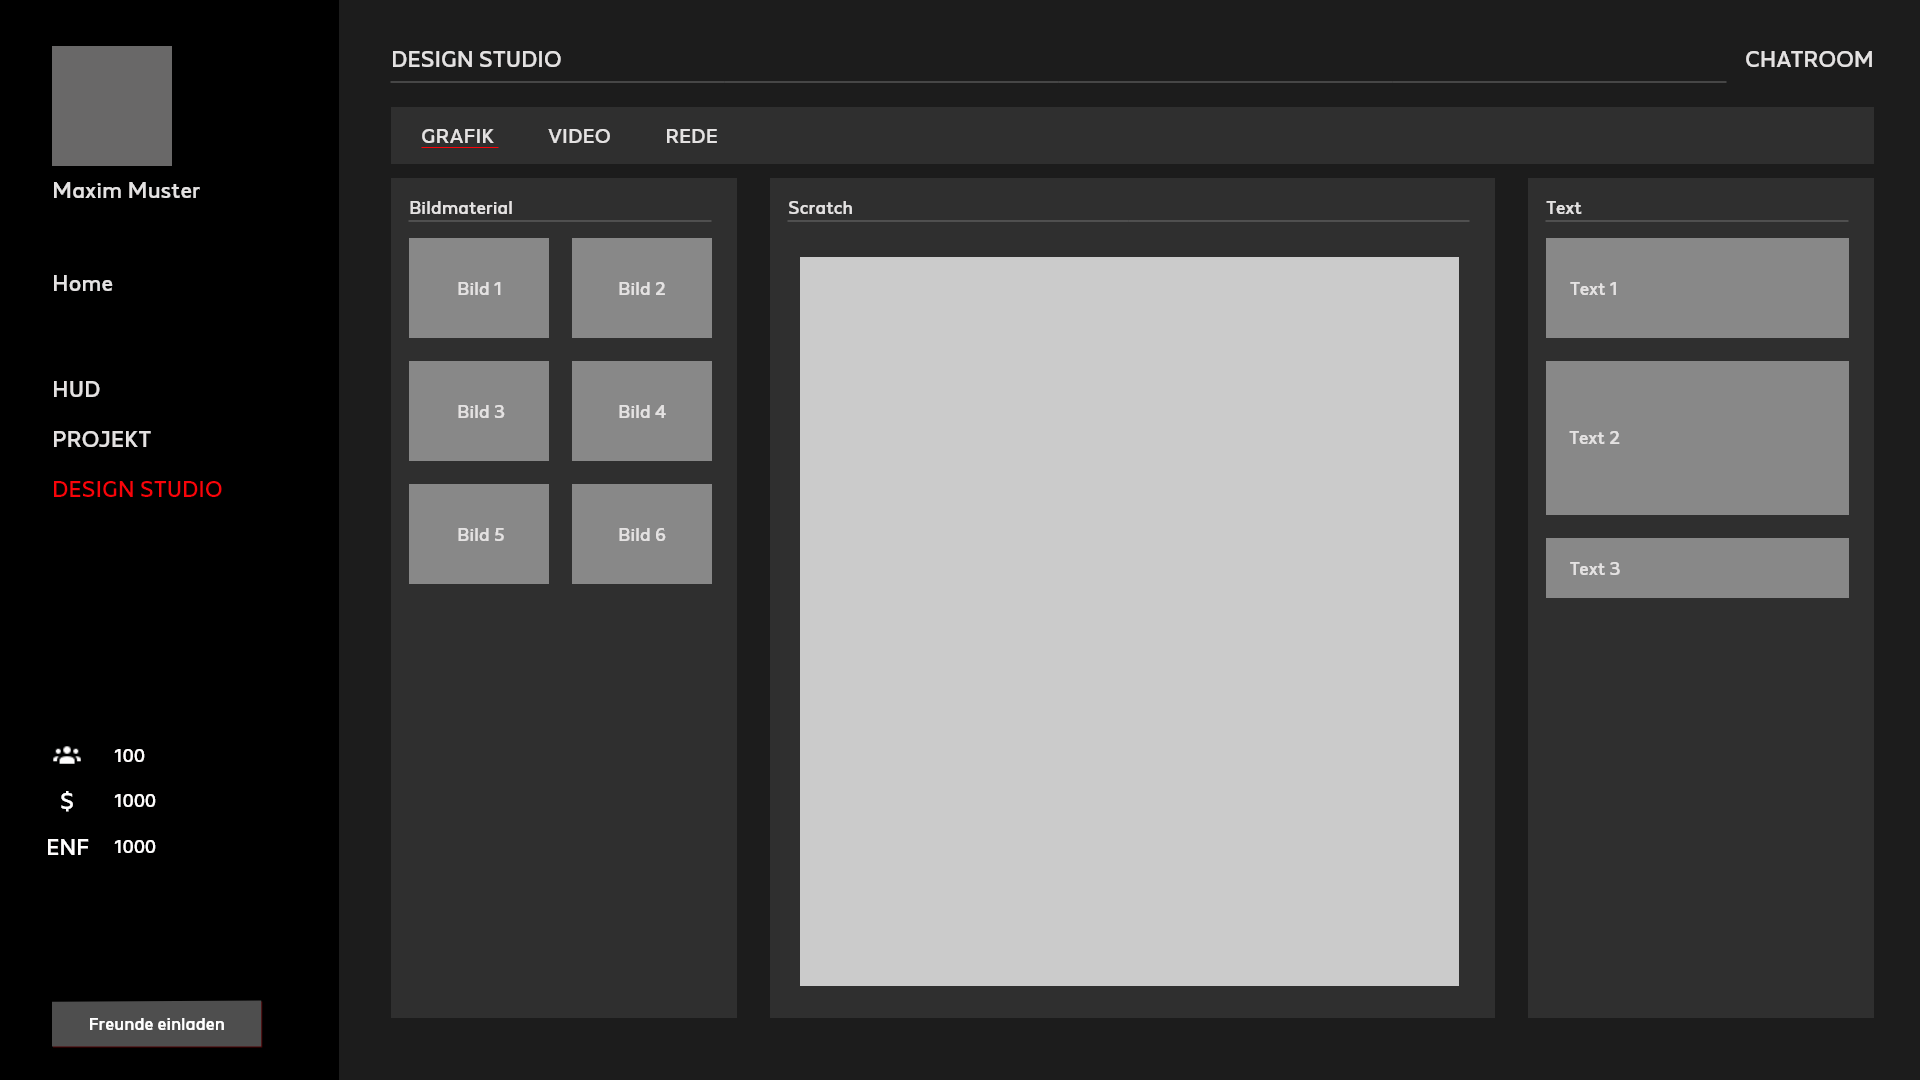 Maxim Muster
Home
HUD
PROJEKT
DESIGN STUDIO
100
$ 1000
ENF 1000
Freunde einladen
DESIGN STUDIO
CHATROOM
GRAFIK VIDEO REDE
Bildmaterial
Bild 1 Bild 2
Bild 3 Bild 4
Bild 5 Bild 6
Scratch
Text
Text 1
Text 2
Text 3